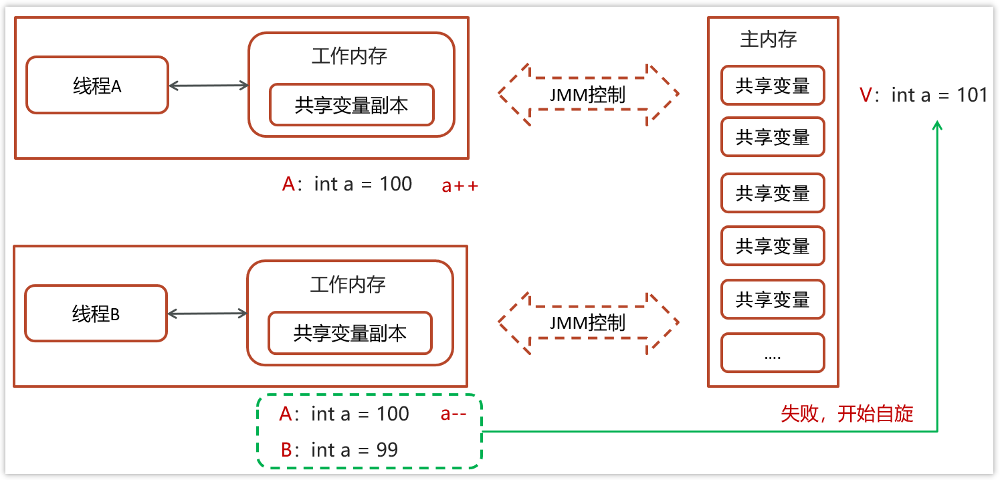 线程A
工作内存
共享变量副本
JMM控制
A：int a = 100 a++
线程B
工作内存
共享变量副本
JMM控制
A：int a = 100 a--
B：int a = 99
主内存
共享变量
共享变量
共享变量
共享变量
共享变量
....
V：int a = 101
失败，开始自旋